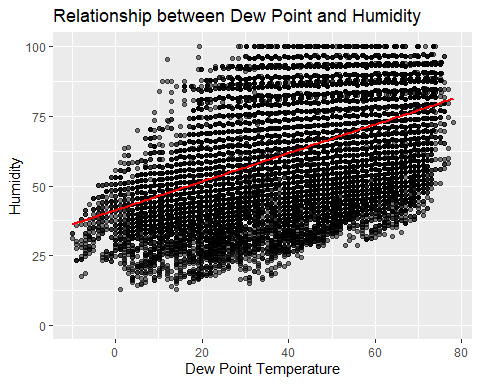 Relationship between Dew Point and Humidity
100
75
50
25
0
Humidity
0 20 40 60 80
Dew Point Temperature